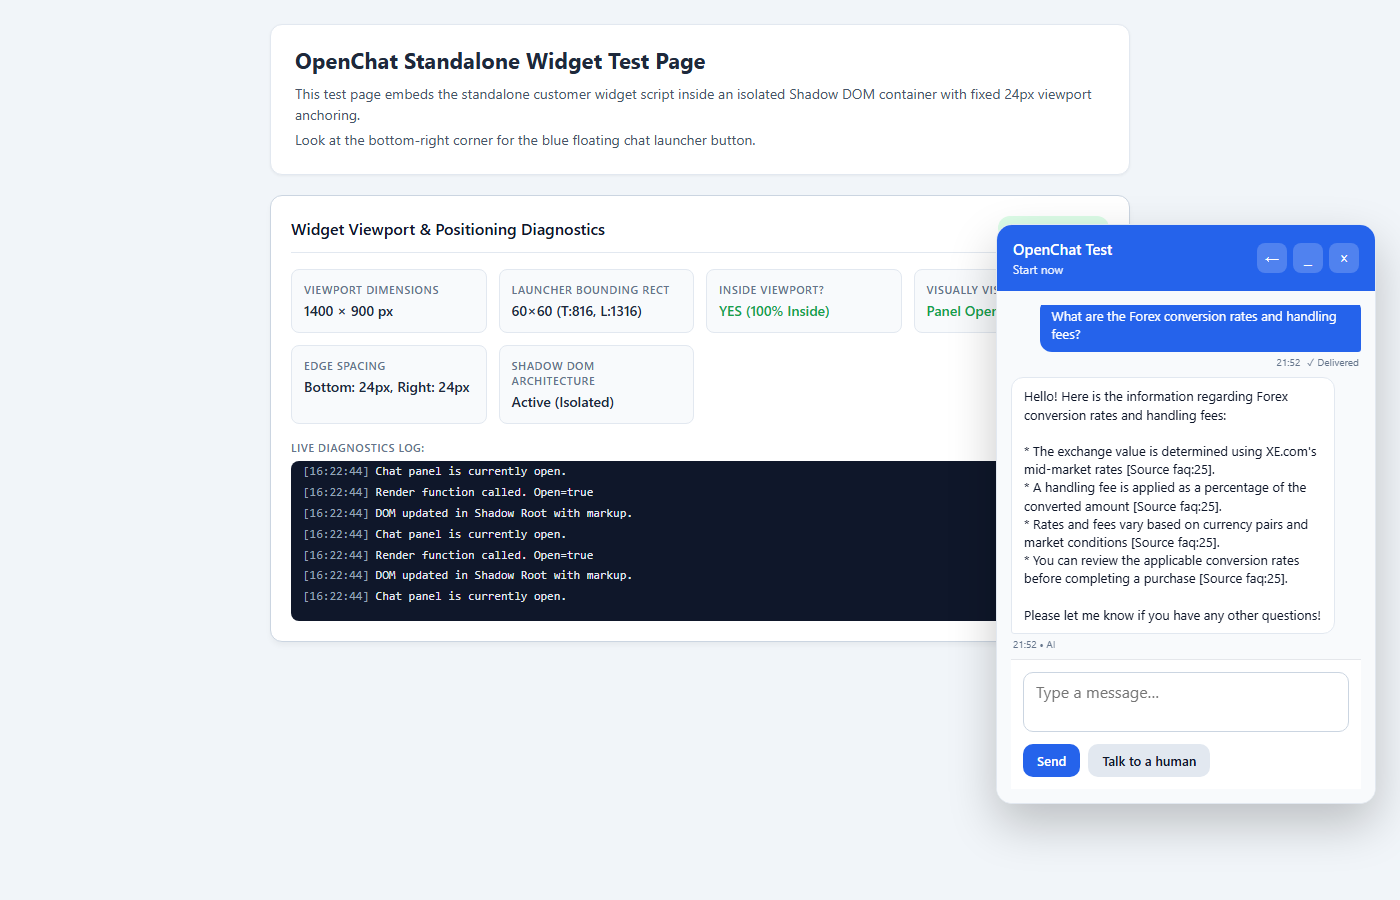 OpenChat Standalone Widget Test Page
This test page embeds the standalone customer widget script inside an isolated Shadow DOM container with fixed 24px viewport
anchoring.
Look at the bottom-right corner for the blue floating chat launcher button.
Widget Viewport & Positioning Diagnostics
VIEWPORT DIMENSIONS
1400 × 900 px
LAUNCHER BOUNDING RECT
60×60 (T:816, L:1316)
INSIDE VIEWPORT?
YES (100% Inside)
VISUALLY
Panel Open
EDGE SPACING
Bottom: 24px, Right: 24px
SHADOW DOM
ARCHITECTURE
Active (Isolated)
LIVE DIAGNOSTICS LOG:
[16:22:44] Chat panel is currently open.
[16:22:44] Render function called. Open=true
[16:22:44] DOM updated in Shadow Root with markup.
[16:22:44] Chat panel is currently open.
[16:22:44] Render function called. Open=true
[16:22:44] DOM updated in Shadow Root with markup.
[16:22:44] Chat panel is currently open.
OpenChat Test
Start now
← _ ×
What are the Forex conversion rates and handling
fees?
21:52 ✓ Delivered
Hello! Here is the information regarding Forex
conversion rates and handling fees:
* The exchange value is determined using XE.com's
mid-market rates [Source faq:25].
* A handling fee is applied as a percentage of the
converted amount [Source faq:25].
* Rates and fees vary based on currency pairs and
market conditions [Source faq:25].
* You can review the applicable conversion rates
before completing a purchase [Source faq:25].
Please let me know if you have any other questions!
21:52 • AI
Type a message...
Send
Talk to a human